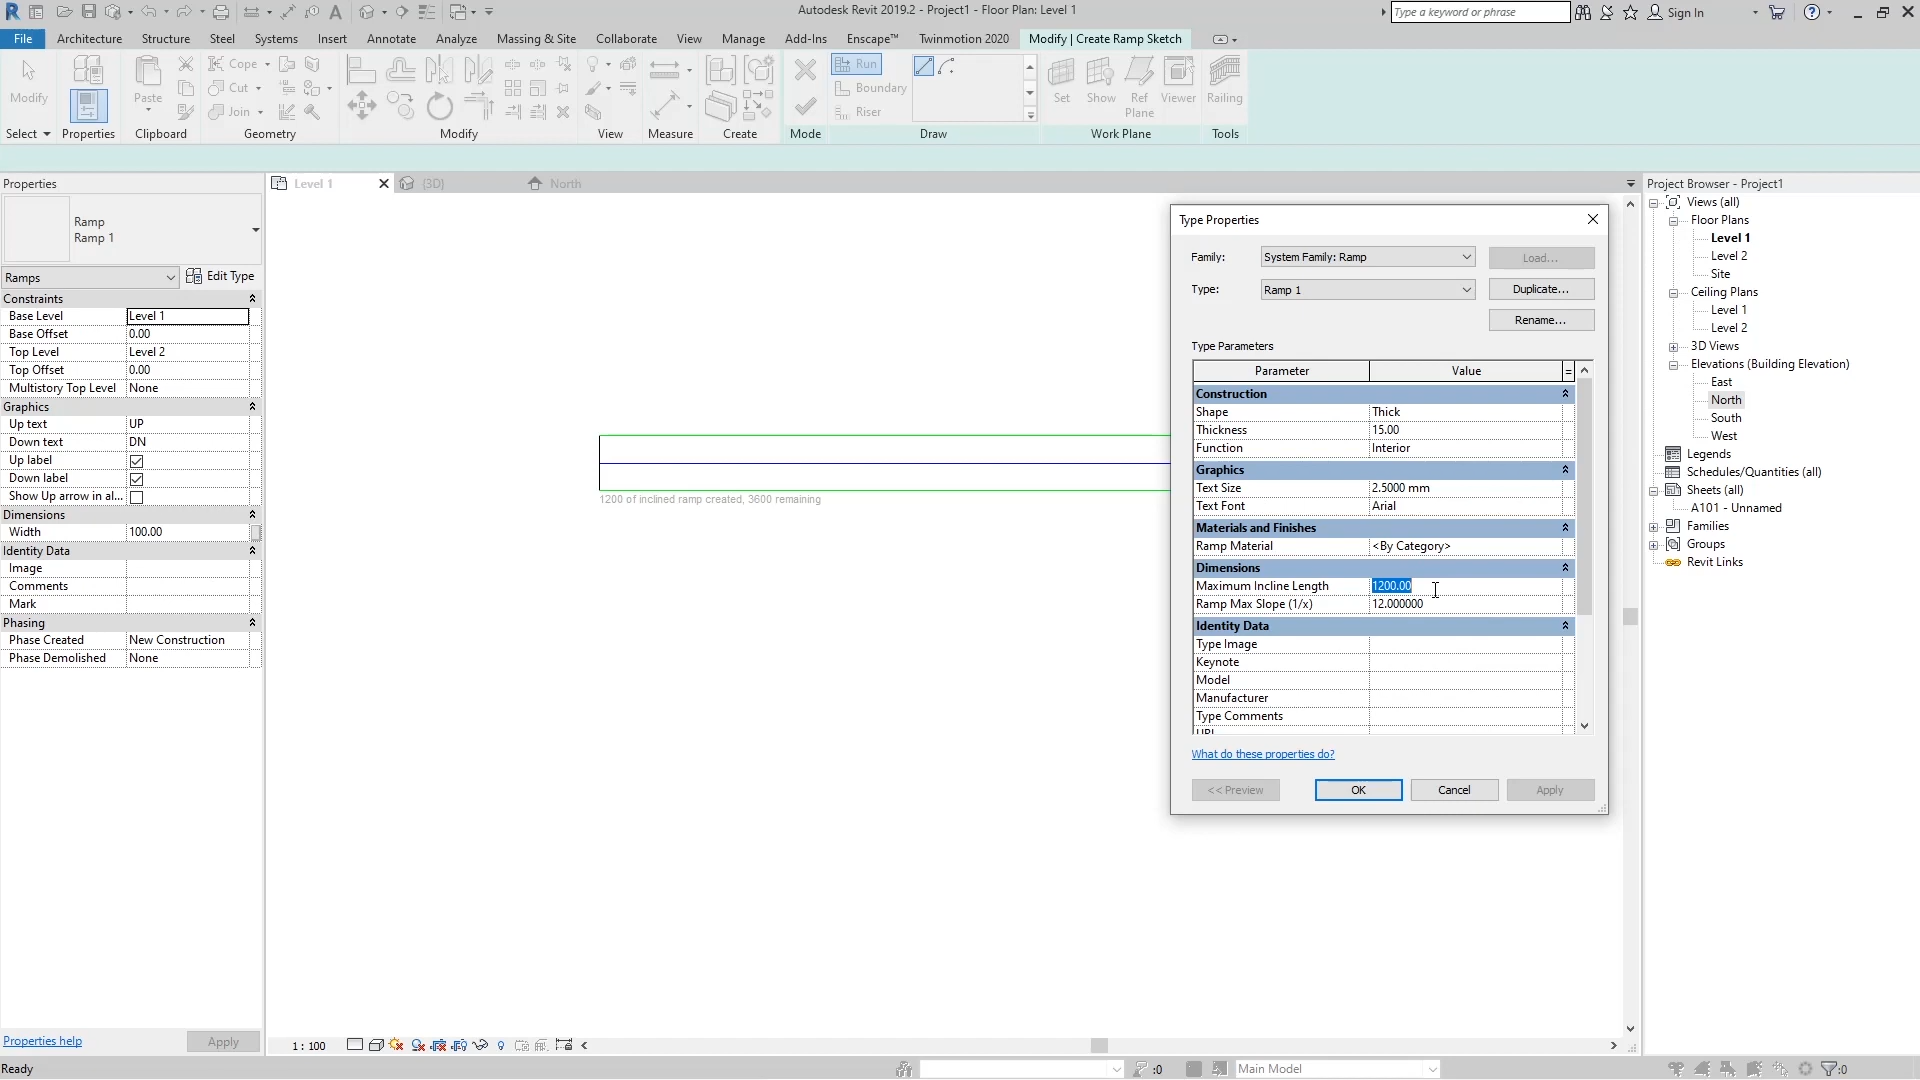 Autodesk Revit 2019.2 - Project1 - Floor Plan: Level 1
Type a keyword or phrase
Sign In
File Architecture Structure Steel Systems Insert Annotate Analyze Massing & Site Collaborate View Manage Add-Ins Enscape™ Twinmotion 2020 Modify | Create Ramp Sketch
Modify
Paste
Cope
Cut
Join
Run
Boundary
Riser
Set
Show
Ref
Plane
Viewer
Railing
Select Properties Clipboard Geometry Modify View Measure Create Mode Draw Work Plane Tools
Properties
Ramp
Ramp 1
Ramps
Edit Type
Constraints
Base Level Level 1
Base Offset 0.00
Top Level Level 2
Top Offset 0.00
Multistory Top Level None
Graphics
Up text UP
Down text DN
Up label
Down label
Show Up arrow in al...
Dimensions
Width 100.00
Identity Data
Image
Comments
Mark
Phasing
Phase Created New Construction
Phase Demolished None
Properties help
Apply
Level 1
{3D}
North
1200 of inclined ramp created, 3600 remaining
Type Properties
Family: System Family: Ramp Load...
Type: Ramp 1 Duplicate...
Rename...
Type Parameters
Parameter Value =
Construction
Shape Thick
Thickness 15.00
Function Interior
Graphics
Text Size 2.5000 mm
Text Font Arial
Materials and Finishes
Ramp Material <By Category>
Dimensions
Maximum Incline Length 1200.00
Ramp Max Slope (1/x) 12.000000
Identity Data
Type Image
Keynote
Model
Manufacturer
Type Comments
URL
What do these properties do?
<< Preview OK Cancel Apply
Project Browser - Project1
Views (all)
Floor Plans
Level 1
Level 2
Site
Ceiling Plans
Level 1
Level 2
3D Views
Elevations (Building Elevation)
East
North
South
West
Legends
Schedules/Quantities (all)
Sheets (all)
A101 - Unnamed
Families
Groups
Revit Links
1 : 100
Ready
:0
Main Model
:0